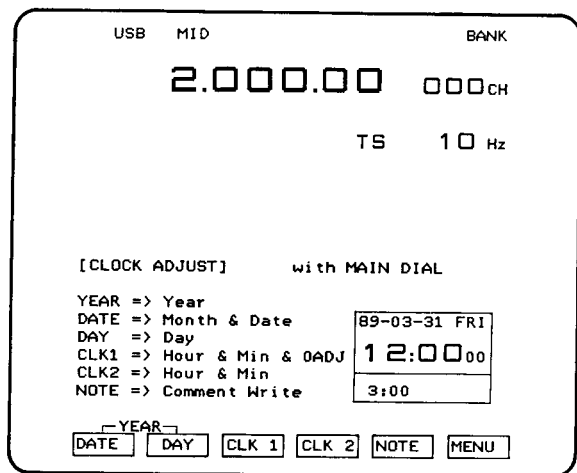 USB MID BANK
2.000.00 000CH
TS 10 Hz
[CLOCK ADJUST] with MAIN DIAL
YEAR => Year
DATE => Month & Date
DAY => Day
CLK1 => Hour & Min & 0ADJ
CLK2 => Hour & Min
NOTE => Comment Write
89-03-31 FRI
12:00 00
3:00
YEAR
DATE DAY CLK 1 CLK 2 NOTE MENU